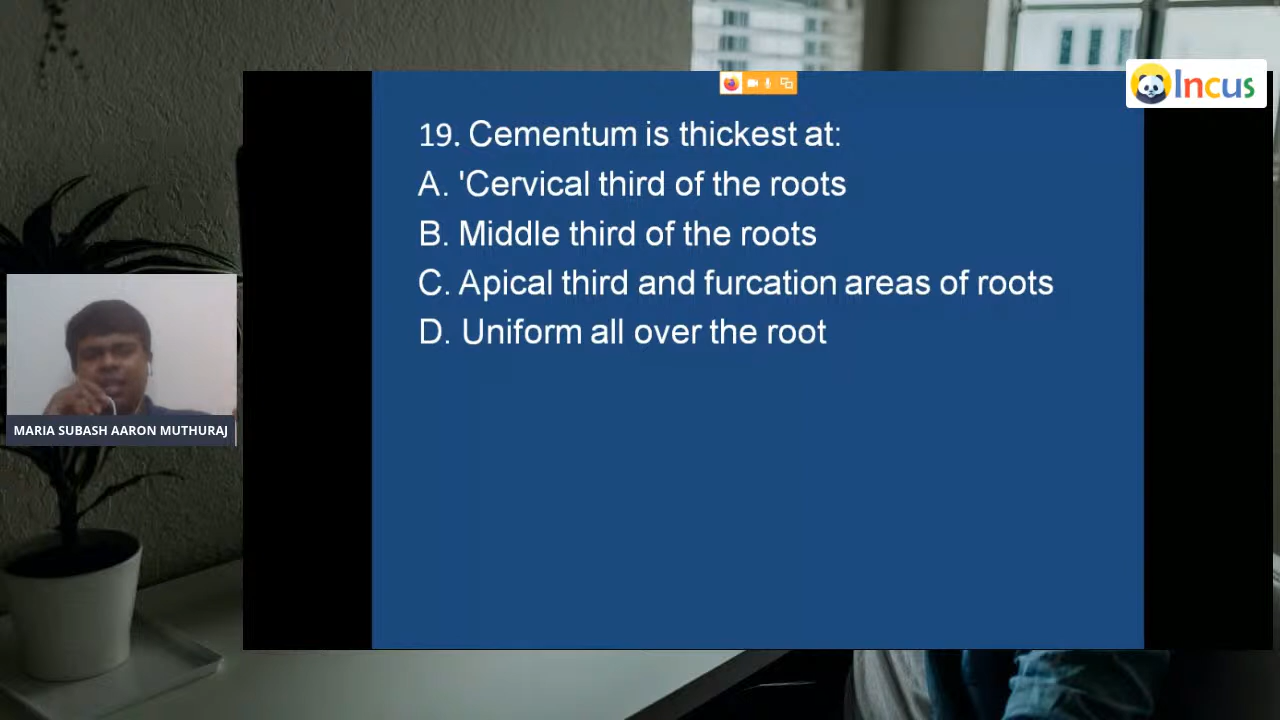 Incus
19. Cementum is thickest at:
A. 'Cervical third of the roots
B. Middle third of the roots
C. Apical third and furcation areas of roots
D. Uniform all over the root
MARIA SUBASH AARON MUTHURAJ